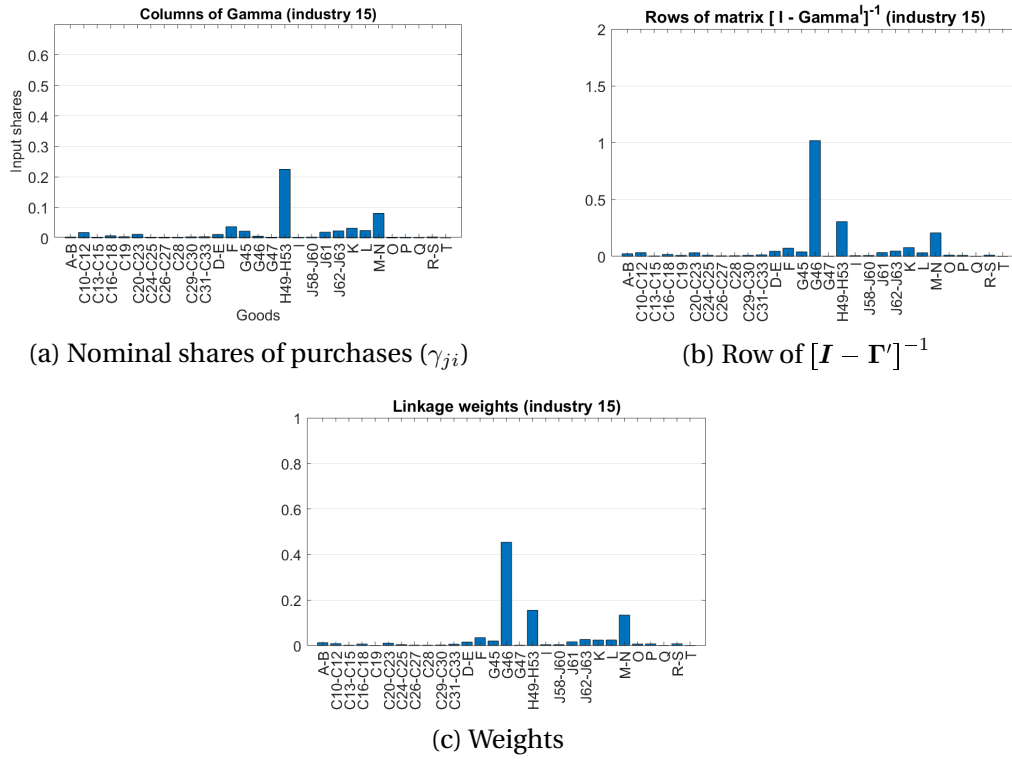 Columns of Gamma (industry 15)
Input shares
0.6
0.5
0.4
0.3
0.2
0.1
0
A-B
C10-C12
C13-C15
C16-C18
C19
C20-C23
C24-C25
C26-C27
C28
C29-C30
C31-C33
D-E
F
G45
G46
G47
H49-H53
I
J58-J60
J61
J62-J63
K
L
M-N
O
P
Q
R-S
T
Goods
(a) Nominal shares of purchases (γji)
Rows of matrix [ I - Gamma^I]^-1 (industry 15)
2
1.5
1
0.5
0
A-B
C10-C12
C13-C15
C16-C18
C19
C20-C23
C24-C25
C26-C27
C28
C29-C30
C31-C33
D-E
F
G45
G46
G47
H49-H53
I
J58-J60
J61
J62-J63
K
L
M-N
O
P
Q
R-S
T
(b) Row of [I − Γ′]⁻¹
Linkage weights (industry 15)
1
0.8
0.6
0.4
0.2
0
A-B
C10-C12
C13-C15
C16-C18
C19
C20-C23
C24-C25
C26-C27
C28
C29-C30
C31-C33
D-E
F
G45
G46
G47
H49-H53
I
J58-J60
J61
J62-J63
K
L
M-N
O
P
Q
R-S
T
(c) Weights